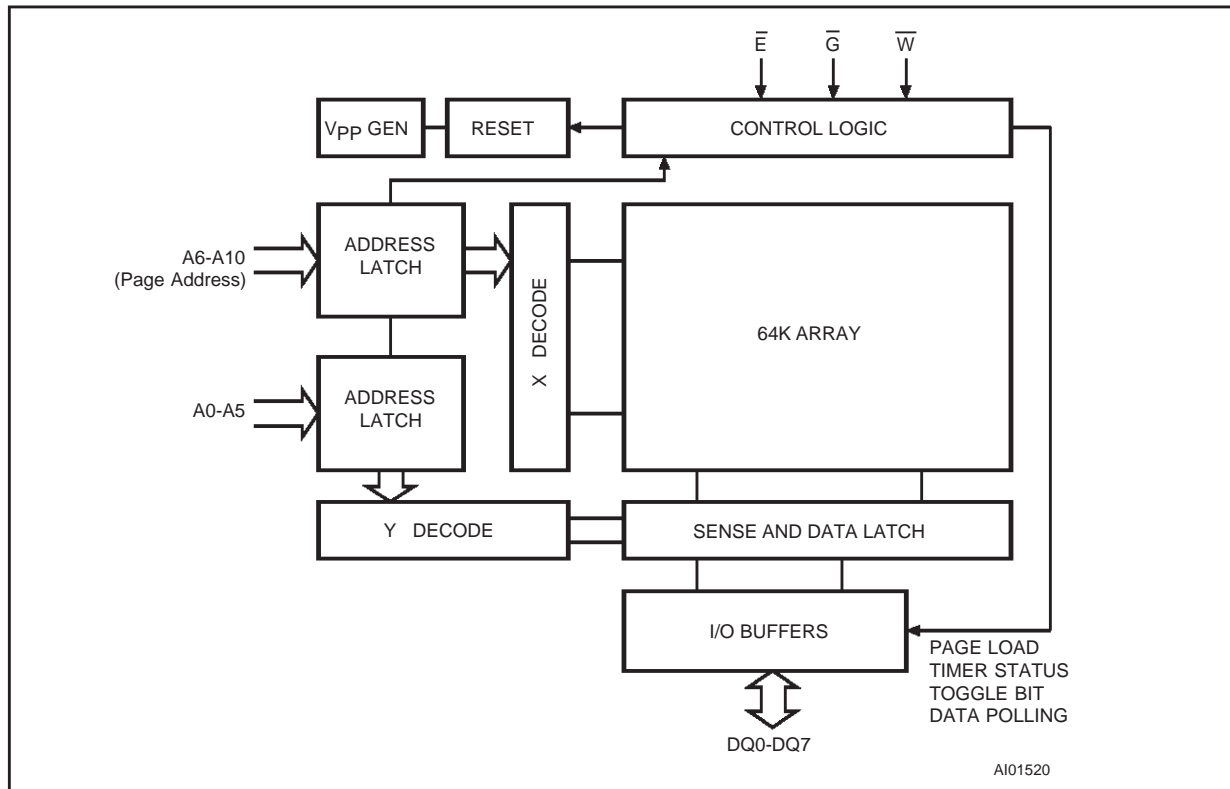 E̅ G̅ W̅
VPP GEN
RESET
CONTROL LOGIC
A6-A10
(Page Address)
ADDRESS
LATCH
X DECODE
64K ARRAY
A0-A5
ADDRESS
LATCH
Y DECODE
SENSE AND DATA LATCH
I/O BUFFERS
PAGE LOAD
TIMER STATUS
TOGGLE BIT
DATA POLLING
DQ0-DQ7
AI01520